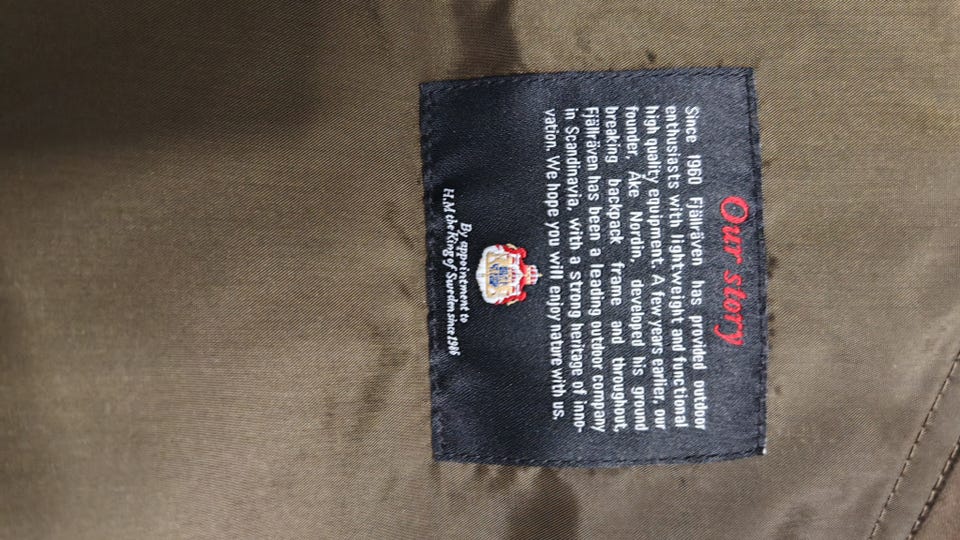 Our story
Since 1960 Fjällräven has provided outdoor
enthusiasts with lightweight and functional
high quality equipment. A few years earlier, our
founder, Åke Nordin, developed his ground
breaking backpack frame and throughout,
Fjällräven has been a leading outdoor company
in Scandinavia, with a strong heritage of inno-
vation. We hope you will enjoy nature with us.
By appointment to
H.M the King of Sweden since